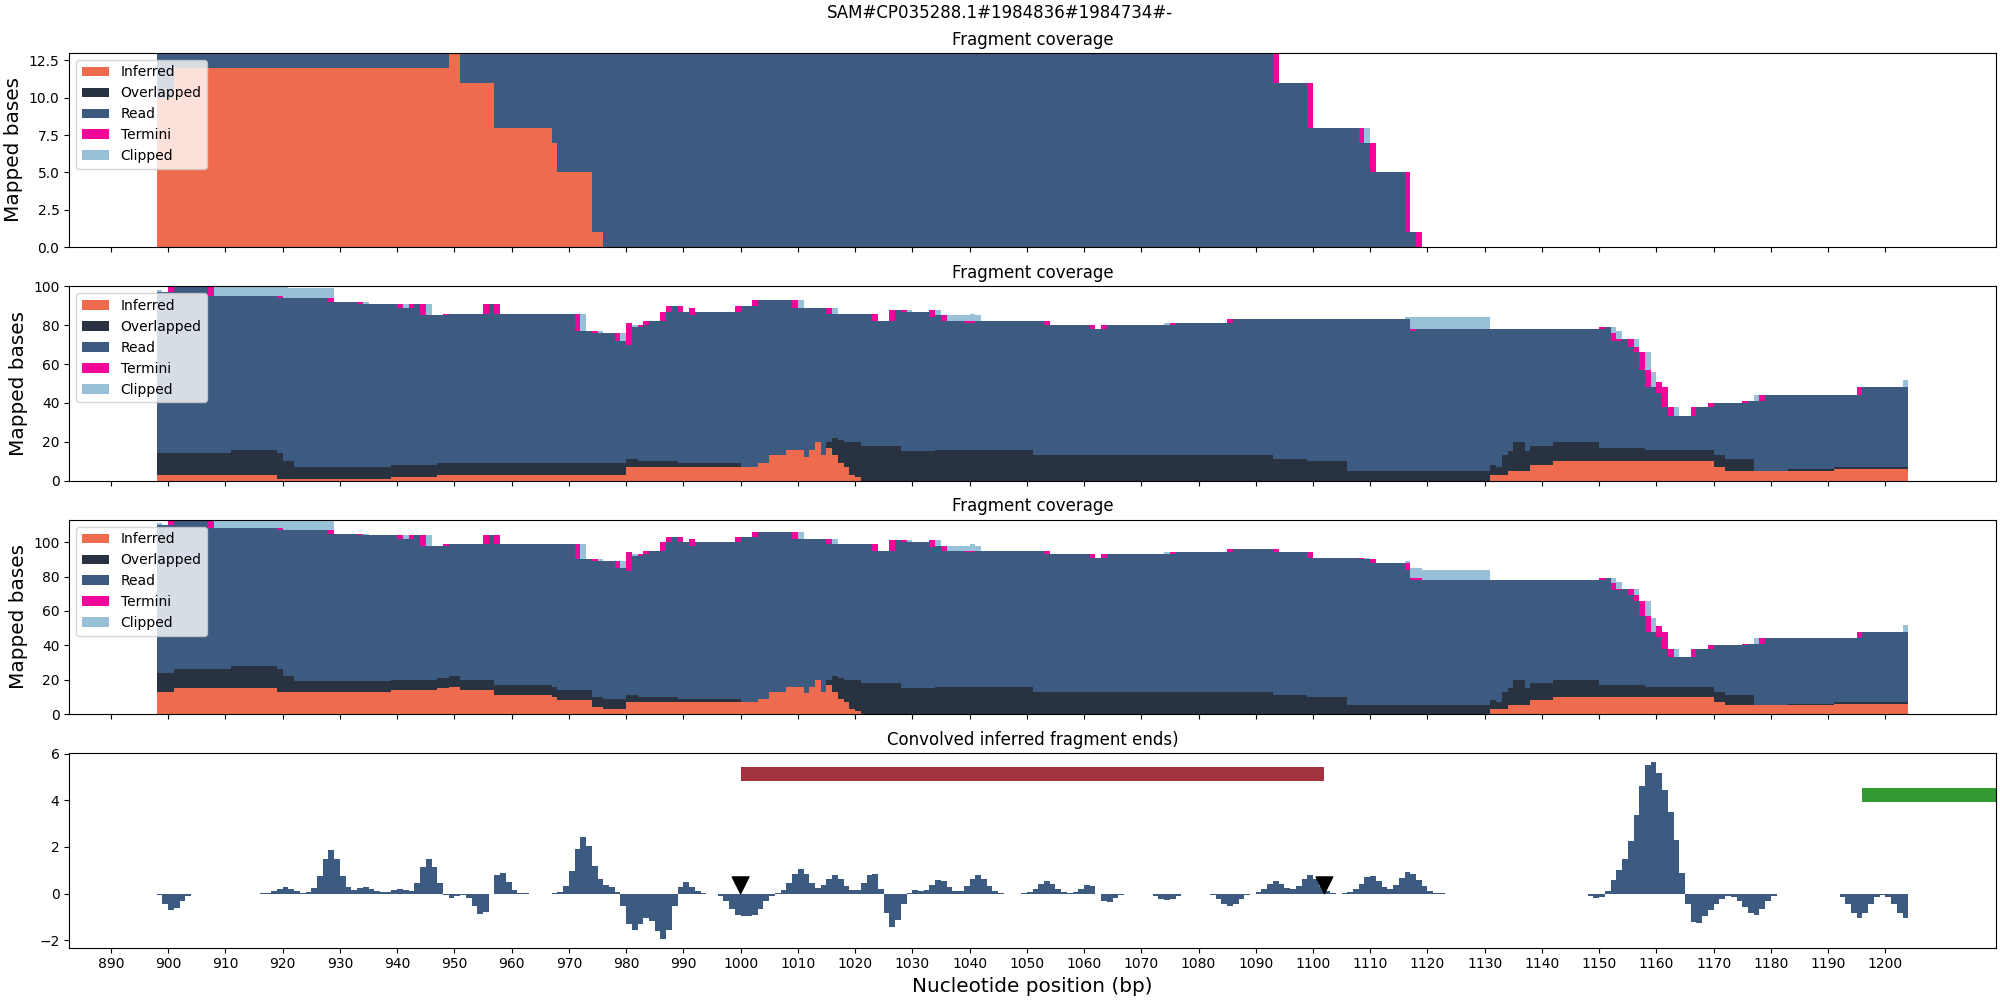 SAM#CP035288.1#1984836#1984734#-
Fragment coverage
Mapped bases
12.5
10.0
7.5
5.0
2.5
0.0
Inferred
Overlapped
Read
Termini
Clipped
Fragment coverage
Mapped bases
100
80
60
40
20
0
Inferred
Overlapped
Read
Termini
Clipped
Fragment coverage
Mapped bases
100
80
60
40
20
0
Inferred
Overlapped
Read
Termini
Clipped
Convolved inferred fragment ends)
6
4
2
0
−2
890 900 910 920 930 940 950 960 970 980 990 1000 1010 1020 1030 1040 1050 1060 1070 1080 1090 1100 1110 1120 1130 1140 1150 1160 1170 1180 1190 1200
Nucleotide position (bp)